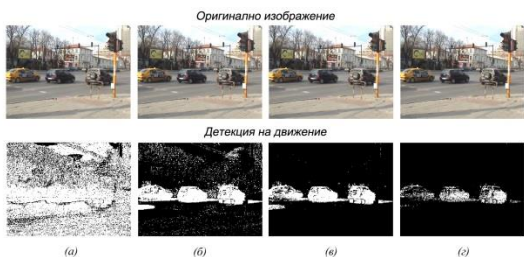 Оригинално изображение
Детекция на движение
(а) (б) (в) (г)